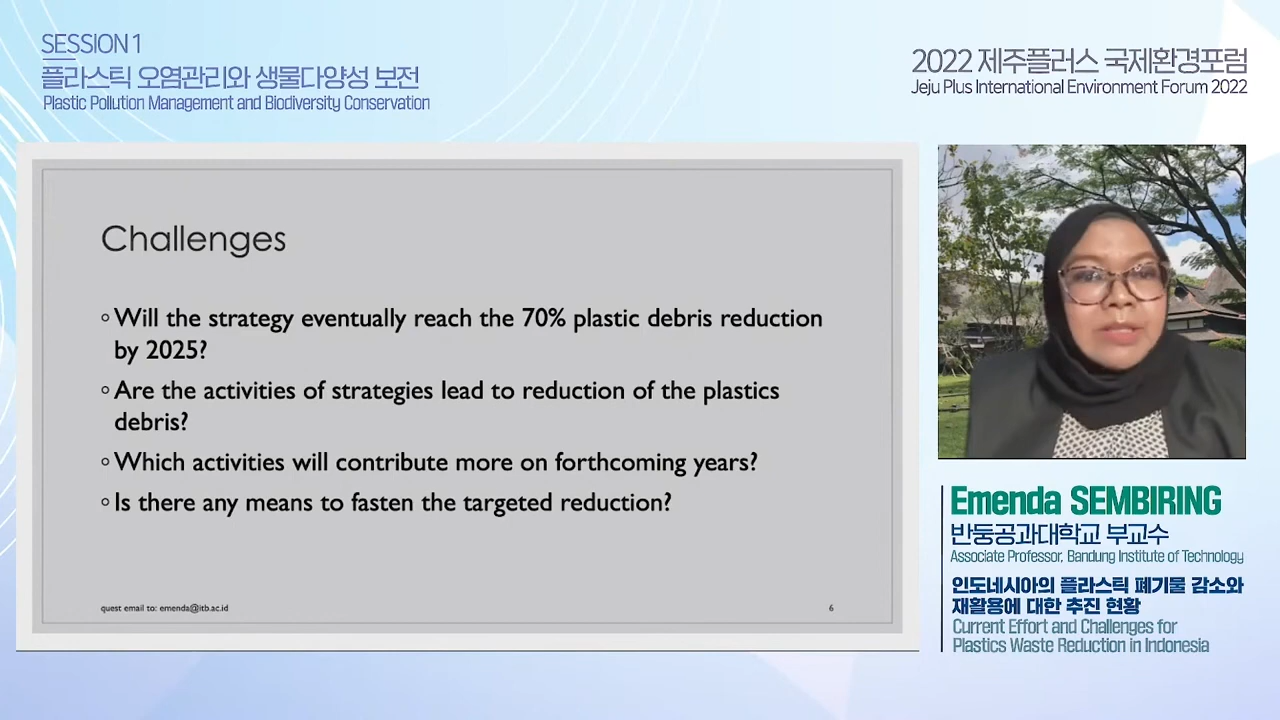 SESSION 1
플라스틱 오염관리와 생물다양성 보전
Plastic Pollution Management and Biodiversity Conservation
2022 제주플러스 국제환경포럼
Jeju Plus International Environment Forum 2022
Challenges
◦ Will the strategy eventually reach the 70% plastic debris reduction
by 2025?
◦ Are the activities of strategies lead to reduction of the plastics
debris?
◦ Which activities will contribute more on forthcoming years?
◦ Is there any means to fasten the targeted reduction?
quest email to: emenda@itb.ac.id
6
Emenda SEMBIRING
반둥공과대학교 부교수
Associate Professor, Bandung Institute of Technology
인도네시아의 플라스틱 폐기물 감소와
재활용에 대한 추진 현황
Current Effort and Challenges for
Plastics Waste Reduction in Indonesia